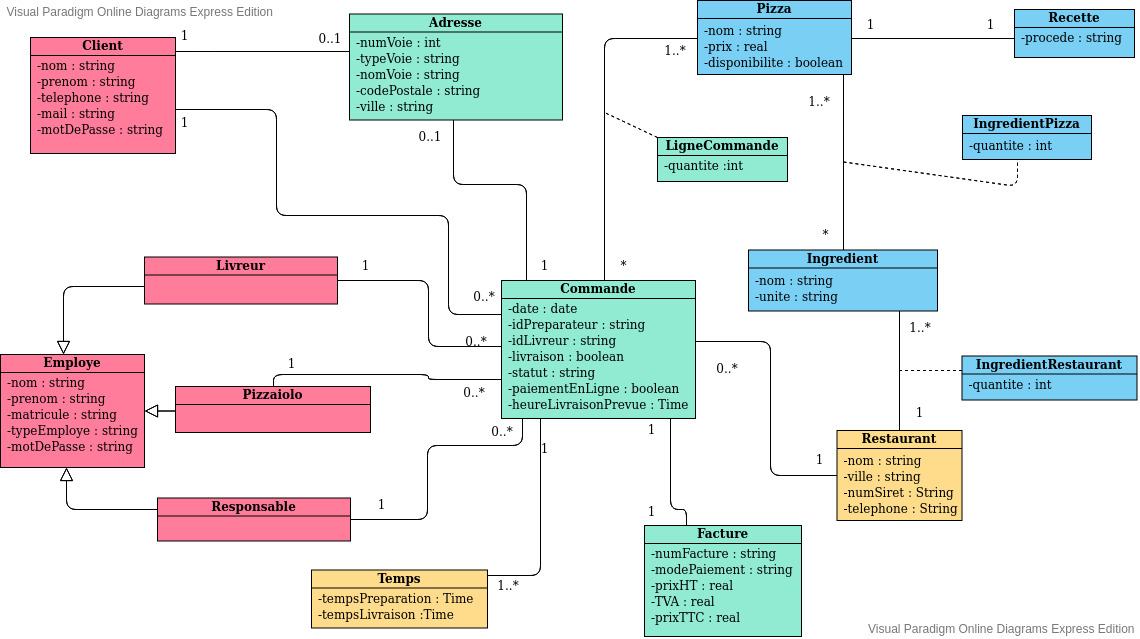 Visual Paradigm Online Diagrams Express Edition
Client
-nom : string
-prenom : string
-telephone : string
-mail : string
-motDePasse : string
1
0..1
1
Adresse
-numVoie : int
-typeVoie : string
-nomVoie : string
-codePostale : string
-ville : string
0..1
1
Pizza
-nom : string
-prix : real
-disponibilite : boolean
1..*
1
1
Recette
-procede : string
1..*
IngredientPizza
-quantite : int
LigneCommande
-quantite :int
*
*
Ingredient
-nom : string
-unite : string
1..*
IngredientRestaurant
-quantite : int
1
Livreur
1
0..*
0..*
Commande
-date : date
-idPreparateur : string
-idLivreur : string
-livraison : boolean
-statut : string
-paiementEnLigne : boolean
-heureLivraisonPrevue : Time
0..*
1
Restaurant
-nom : string
-ville : string
-numSiret : String
-telephone : String
Employe
-nom : string
-prenom : string
-matricule : string
-typeEmploye : string
-motDePasse : string
1
Pizzaiolo
0..*
0..*
1
1
Responsable
1
1
Facture
-numFacture : string
-modePaiement : string
-prixHT : real
-TVA : real
-prixTTC : real
Temps
-tempsPreparation : Time
-tempsLivraison :Time
1..*
Visual Paradigm Online Diagrams Express Edition